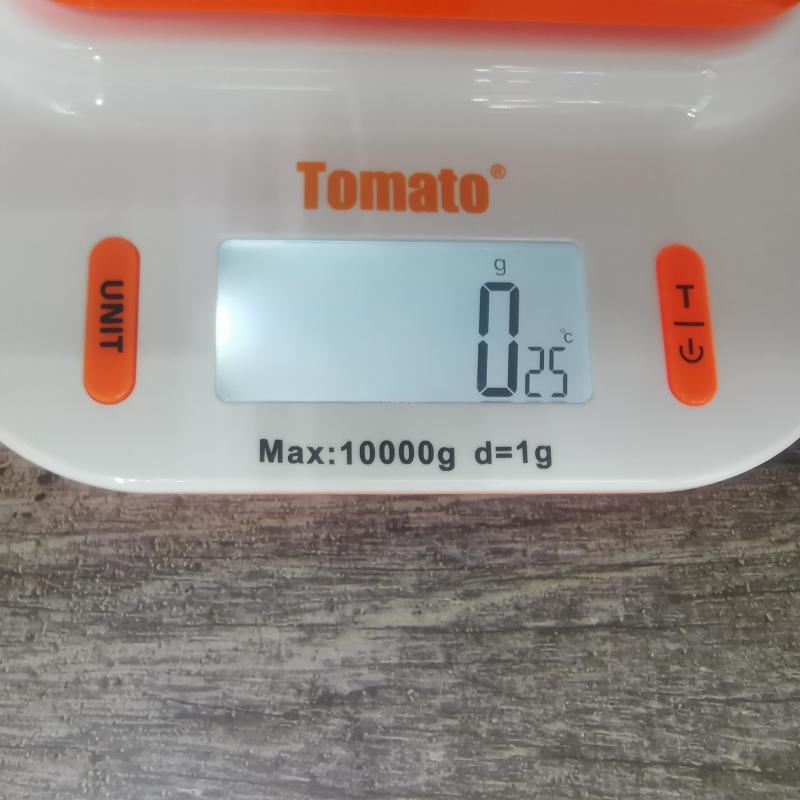 Tomato®
UNIT
g
0
25
°C
T
Max:10000g d=1g